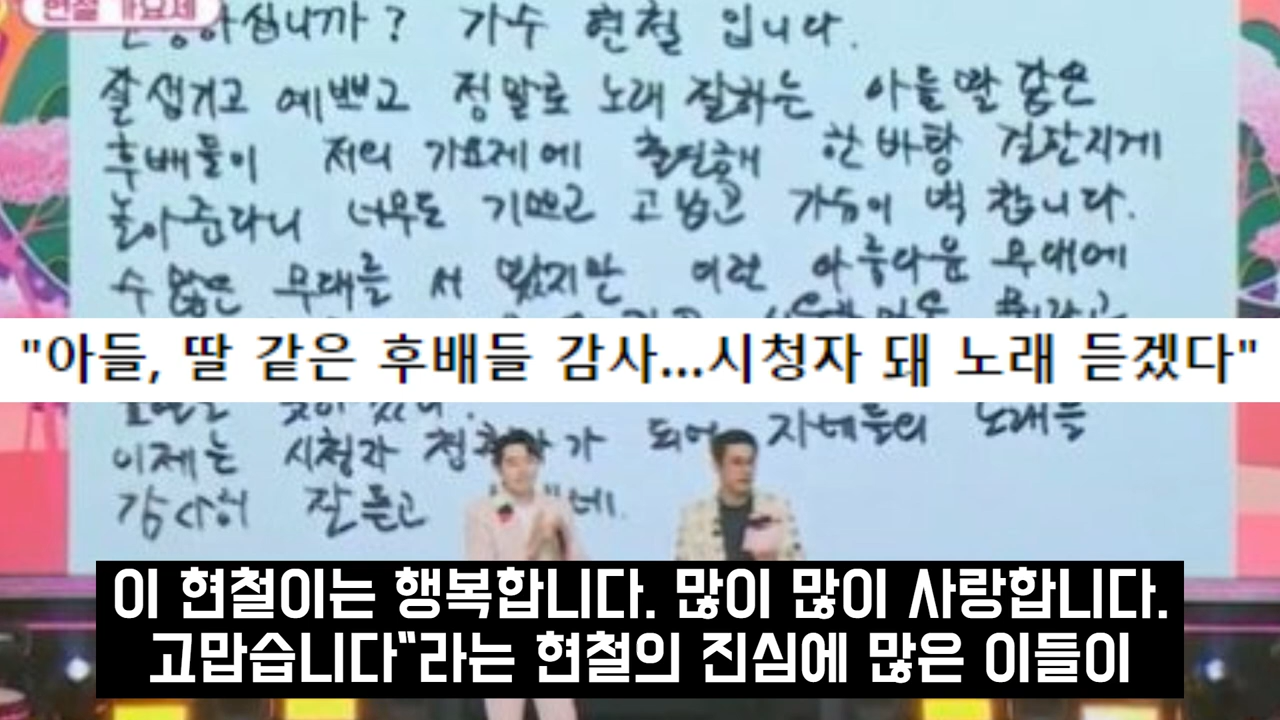 현철 가요제
안녕하십니까? 가수 현철 입니다.
잘생기고 예쁘고 정말로 노래 잘하는 아들딸 같은
후배들이 저의 가요제에 출연해 한바탕 걸판지게
놀아준다니 너무도 기쁘고 고맙고 가슴이 벅 찹니다.
수 많은 무대를 서 봤지만 이런 아름다운 무대에
"아들, 딸 같은 후배들 감사...시청자 돼 노래 듣겠다"
이제는 시청자 되어 자네들의 노래를
감사히 잘 듣고
이 현철이는 행복합니다. 많이 많이 사랑합니다.
고맙습니다"라는 현철의 진심에 많은 이들이